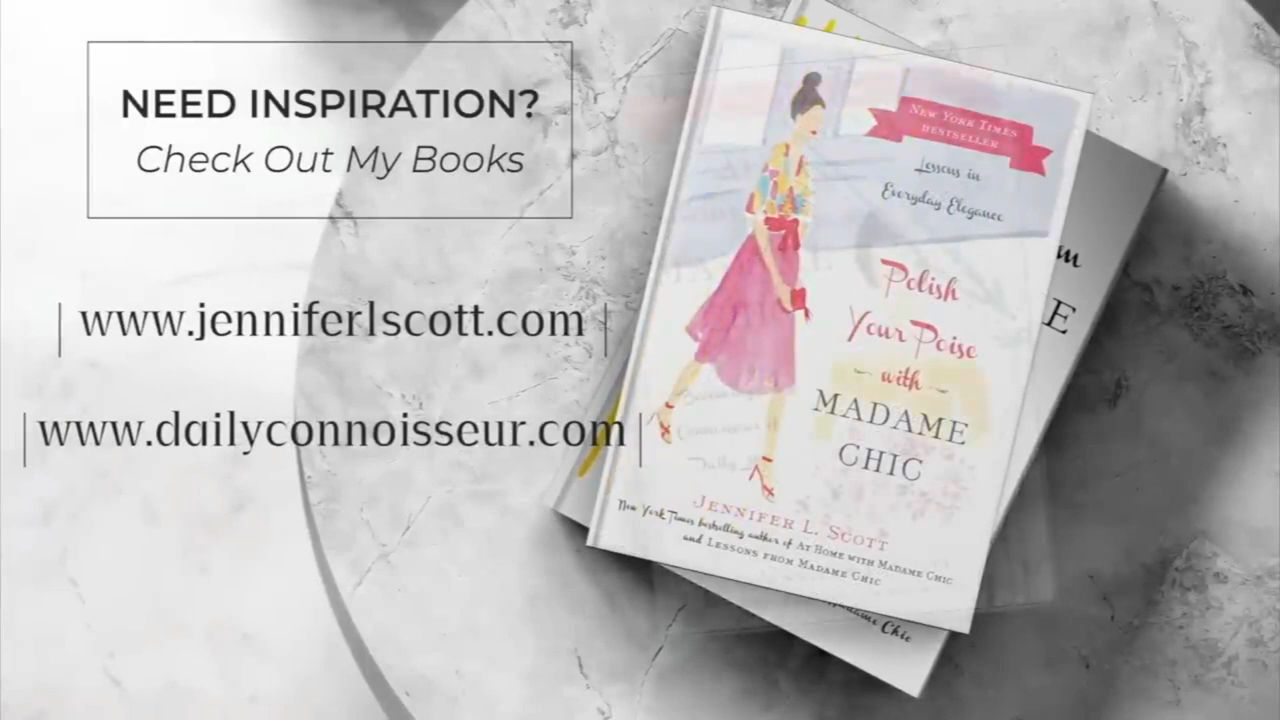 NEED INSPIRATION?
Check Out My Books
www.jenniferlscott.com
www.dailyconnoisseur.com
NEW YORK TIMES
BESTSELLER
Lessons in
Everyday Elegance
Polish
Your Poise
with
MADAME
CHIC
JENNIFER L. SCOTT
New York Times bestselling author of AT HOME WITH MADAME CHIC
and LESSONS FROM MADAME CHIC
Madame Chic